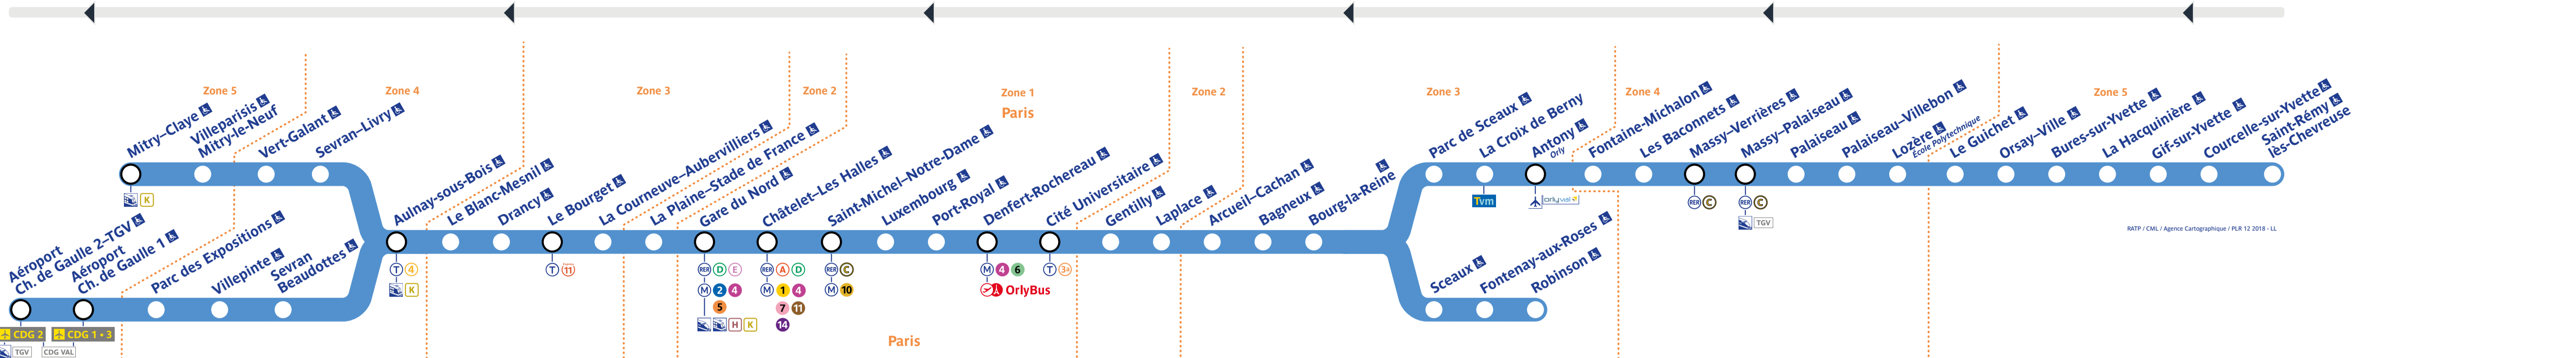 Zone 5
Zone 4
Zone 3
Zone 2
Zone 1
Paris
Zone 2
Zone 3
Zone 4
Zone 5
Mitry–Claye
Villeparisis
Mitry-le-Neuf
Vert-Galant
Sevran–Livry
K
Aéroport
Ch. de Gaulle 2–TGV
Aéroport
Ch. de Gaulle 1
Parc des Expositions
Villepinte
Sevran
Beaudottes
CDG 2
CDG 1 • 3
TGV
CDG VAL
Aulnay-sous-Bois
T 4
K
Le Blanc-Mesnil
Drancy
Le Bourget
T 11
La Courneuve–Aubervilliers
La Plaine–Stade de France
Gare du Nord
RER D E
M 2 4
5
H K
Châtelet–Les Halles
RER A D
M 1 4
7 11
14
Saint-Michel–Notre-Dame
RER C
M 10
Luxembourg
Port-Royal
Denfert-Rochereau
M 4 6
OrlyBus
Cité Universitaire
T 3a
Gentilly
Laplace
Arcueil–Cachan
Bagneux
Bourg-la-Reine
Paris
Parc de Sceaux
La Croix de Berny
Tvm
Antony
Orly
orlyval
Fontaine-Michalon
Les Baconnets
Massy–Verrières
RER C
Massy–Palaiseau
RER C
TGV
Palaiseau
Palaiseau–Villebon
Lozère
École Polytechnique
Le Guichet
Orsay–Ville
Bures-sur-Yvette
La Hacquinière
Gif-sur-Yvette
Courcelle-sur-Yvette
Saint-Rémy
lès-Chevreuse
Sceaux
Fontenay-aux-Roses
Robinson
RATP / CML / Agence Cartographique / PLR 12 2018 - LL